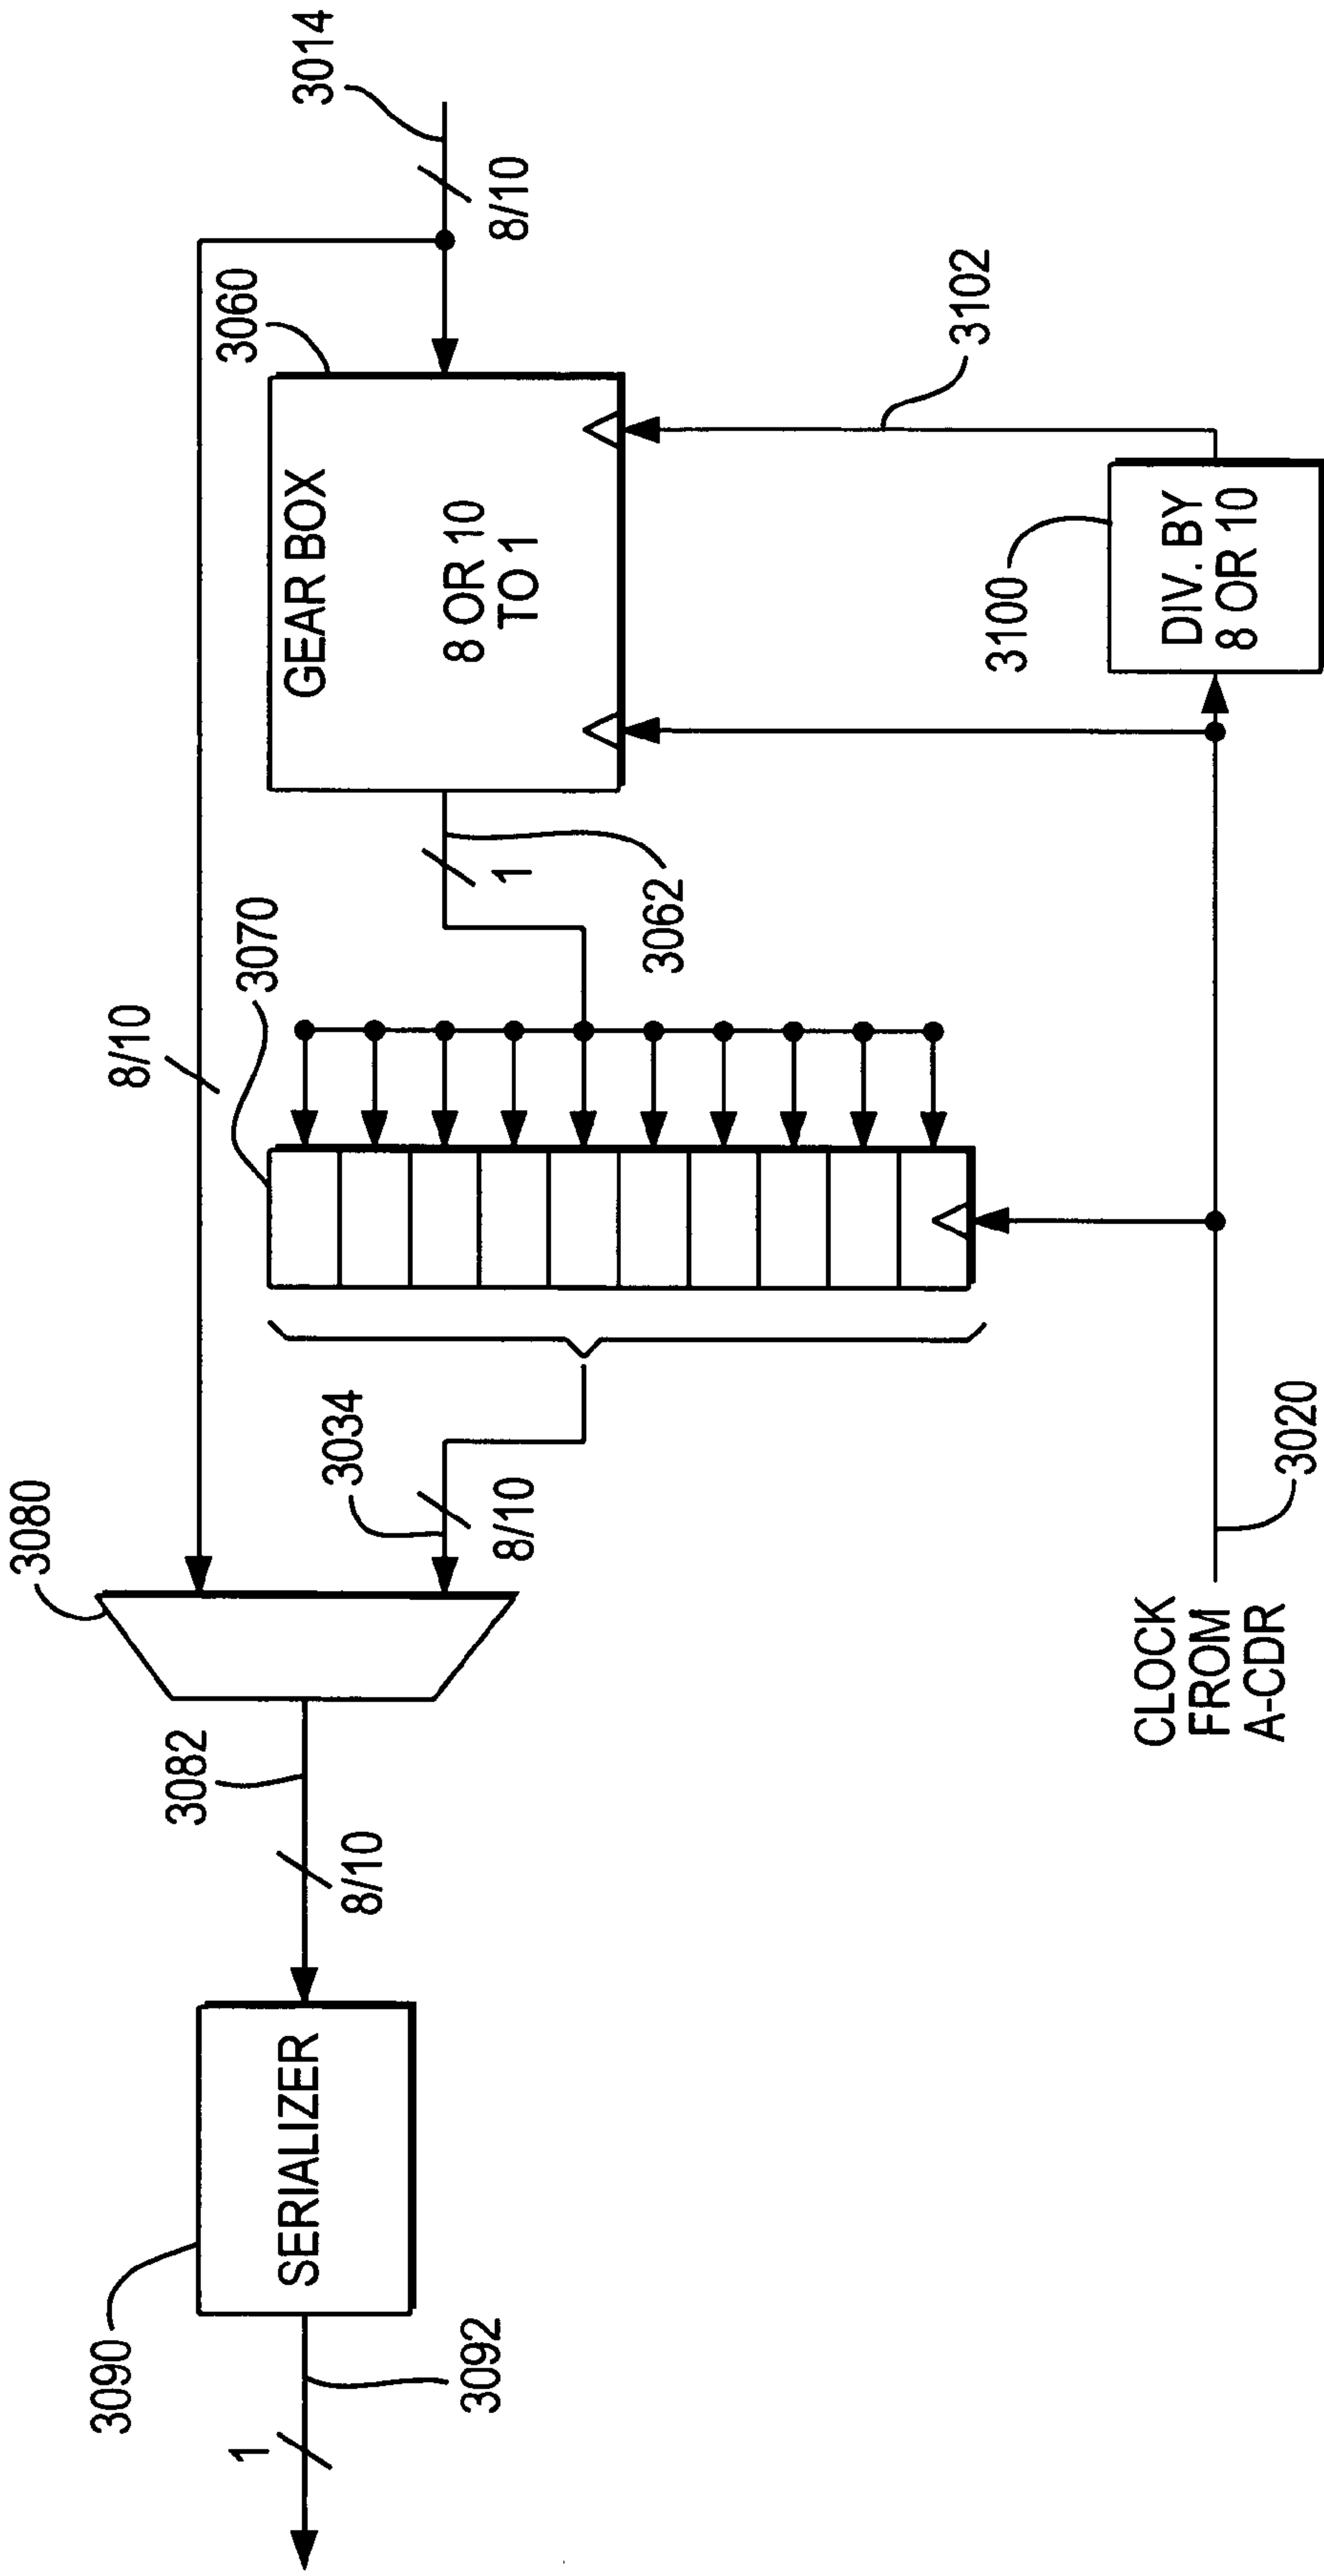 3014
8/10
3060
GEAR BOX
8 OR 10
TO 1
3102
3100
DIV. BY
8 OR 10
1
3062
3070
8/10
3034
8/10
3080
3082
8/10
3020
CLOCK
FROM
A-CDR
SERIALIZER
3090
3092
1